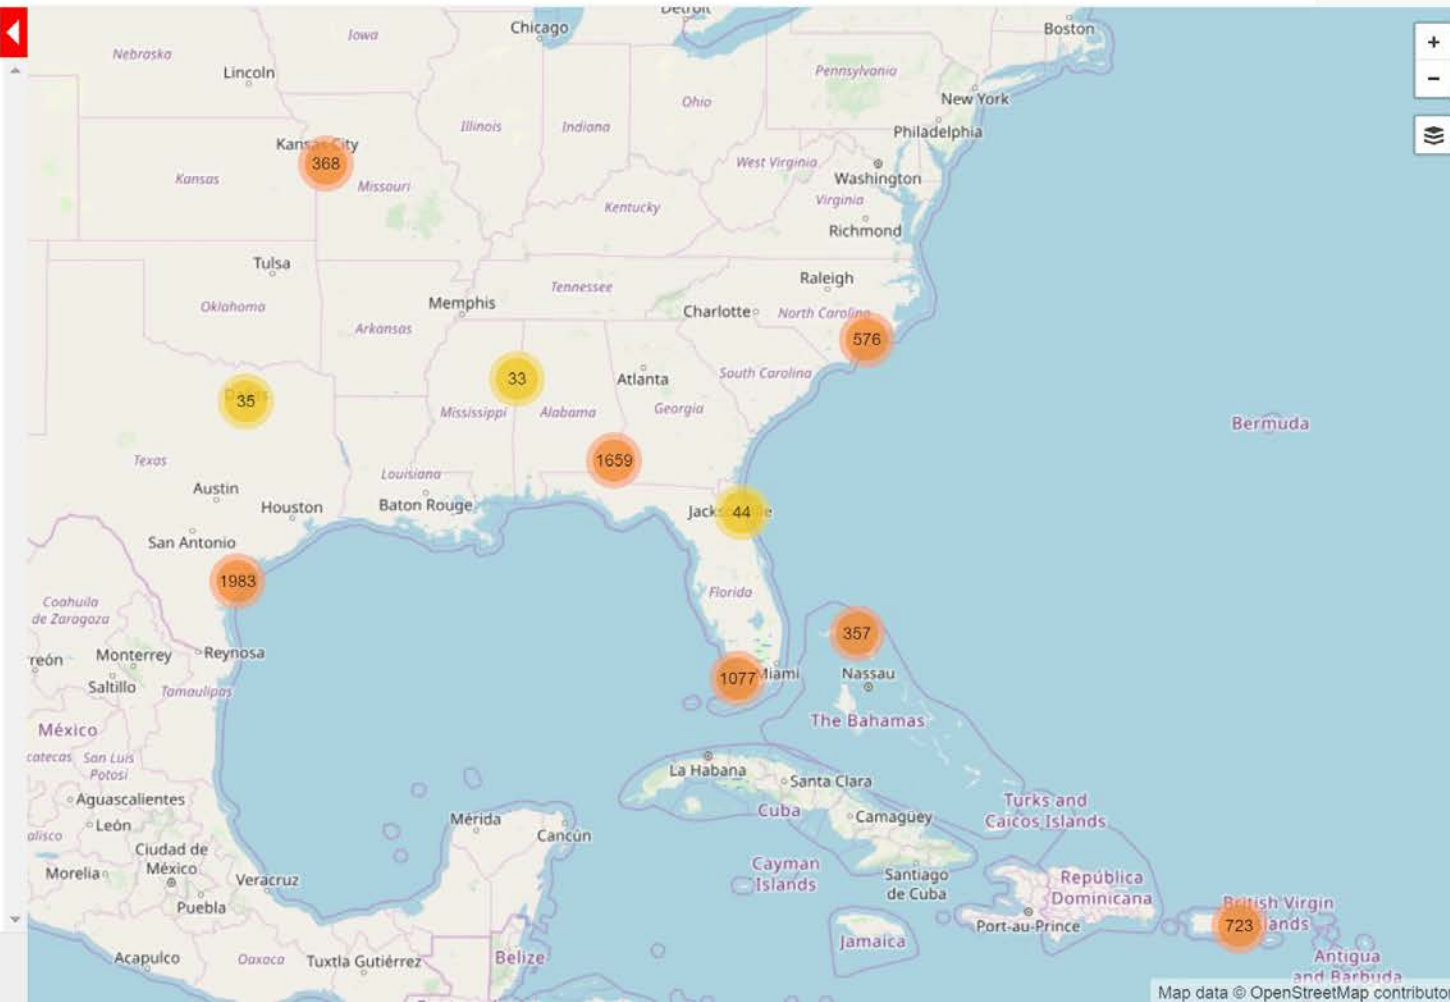 Detroit
Chicago
Boston
Iowa
Nebraska
Lincoln
Pennsylvania
New York
Ohio
Illinois
Indiana
Philadelphia
Kansas City
368
West Virginia
Washington
Kansas
Missouri
Virginia
Kentucky
Richmond
Tulsa
Raleigh
Tennessee
Oklahoma
Memphis
Charlotte
North Carolina
Arkansas
576
33
Atlanta
South Carolina
35
Mississippi
Alabama
Georgia
Bermuda
Texas
1659
Louisiana
Austin
Houston
Baton Rouge
44
San Antonio
1983
Florida
Coahuila
de Zaragoza
357
Reynosa
Monterrey
reón
Saltillo
Tamaulipas
1077
Miami
Nassau
The Bahamas
México
catecas
San Luis
Potosí
La Habana
Santa Clara
Aguascalientes
Turks and
Caicos Islands
Cuba
Camagüey
León
alisco
Mérida
Cancún
Ciudad de
México
Morelia
Cayman
Islands
Santiago
de Cuba
República
Dominicana
Veracruz
Puebla
British Virgin
lands
723
Port-au-Prince
Jamaica
Acapulco
Oaxaca
Tuxtla Gutiérrez
Belize
Antigua
and Barbuda
+
−
Map data © OpenStreetMap contributor